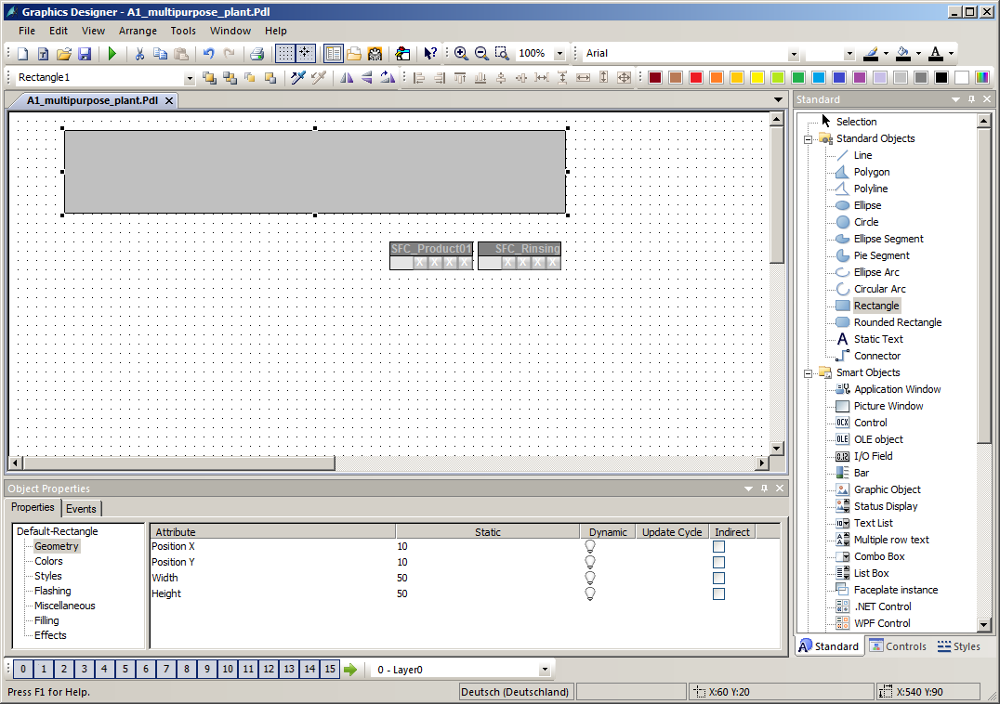 Graphics Designer - A1_multipurpose_plant.Pdl
File Edit View Arrange Tools Window Help
100% Arial
Rectangle1
A1_multipurpose_plant.Pdl
SFC_Product01 SFC_Rinsing
X X X X X X X X
Standard
Selection
Standard Objects
Line
Polygon
Polyline
Ellipse
Circle
Ellipse Segment
Pie Segment
Ellipse Arc
Circular Arc
Rectangle
Rounded Rectangle
Static Text
Connector
Smart Objects
Application Window
Picture Window
Control
OLE object
I/O Field
Bar
Graphic Object
Status Display
Text List
Multiple row text
Combo Box
List Box
Faceplate instance
.NET Control
WPF Control
Standard Controls Styles
Object Properties
Properties Events
Default-Rectangle
Geometry
Colors
Styles
Flashing
Miscellaneous
Filling
Effects
Attribute Static Dynamic Update Cycle Indirect
Position X 10
Position Y 10
Width 50
Height 50
0 1 2 3 4 5 6 7 8 9 10 11 12 13 14 15 0 - Layer0
Press F1 for Help. Deutsch (Deutschland) X:60 Y:20 X:540 Y:90